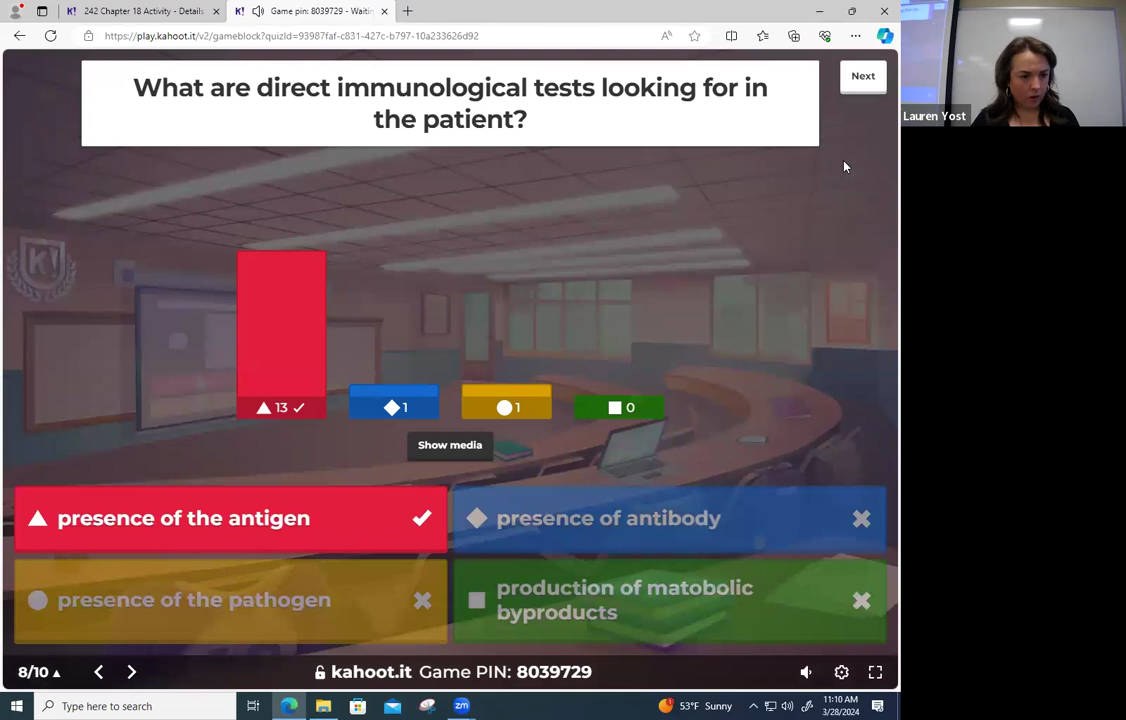 242 Chapter 18 Activity - Details
K! Game pin: 8039729 - Waitin
https://play.kahoot.it/v2/gameblock?quizId=93987faf-c831-427c-b797-10a233626d92
What are direct immunological tests looking for in
the patient?
Next
Lauren Yost
K!
13
1
1
0
Show media
presence of the antigen
presence of antibody
presence of the pathogen
production of matobolic
byproducts
8/10
kahoot.it Game PIN: 8039729
Type here to search
zm
53°F Sunny
11:10 AM
3/28/2024